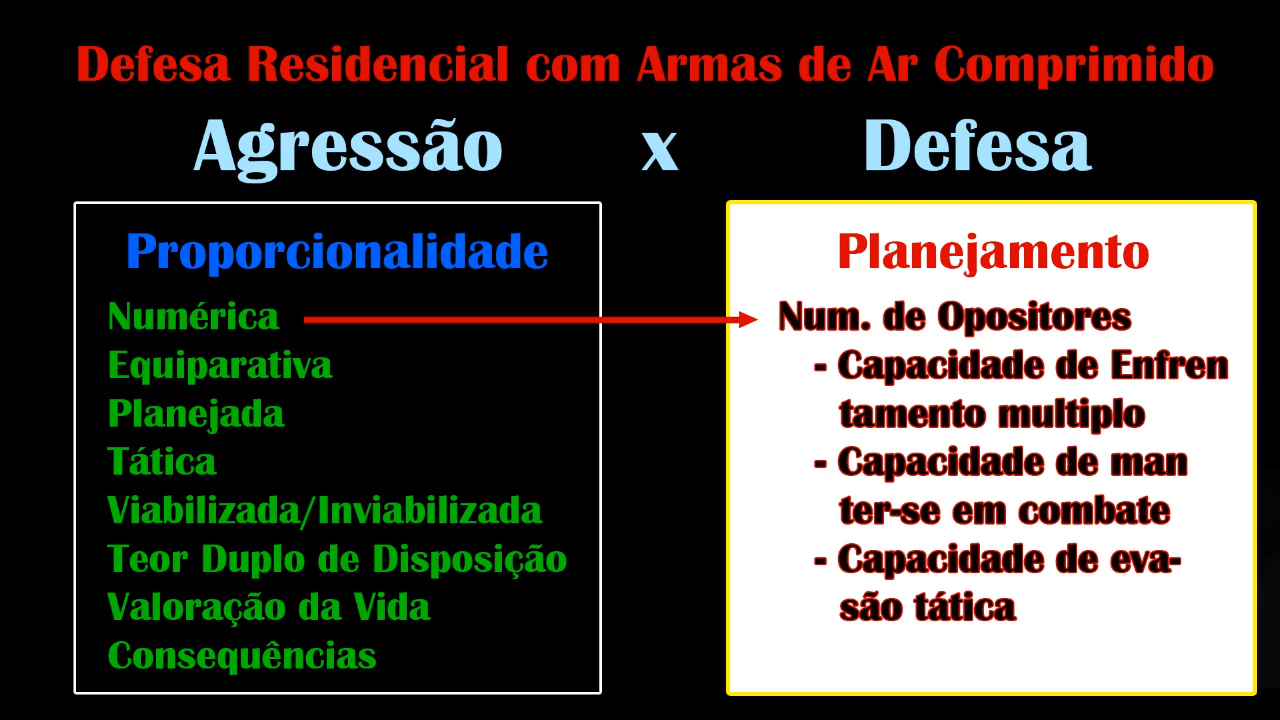 Defesa Residencial com Armas de Ar Comprimido
Agressão x Defesa
Proporcionalidade
Numérica
Equiparativa
Planejada
Tática
Viabilizada/Inviabilizada
Teor Duplo de Disposição
Valoração da Vida
Consequências
Planejamento
Num. de Opositores
- Capacidade de Enfren
tamento multiplo
- Capacidade de man
ter-se em combate
- Capacidade de eva-
são tática